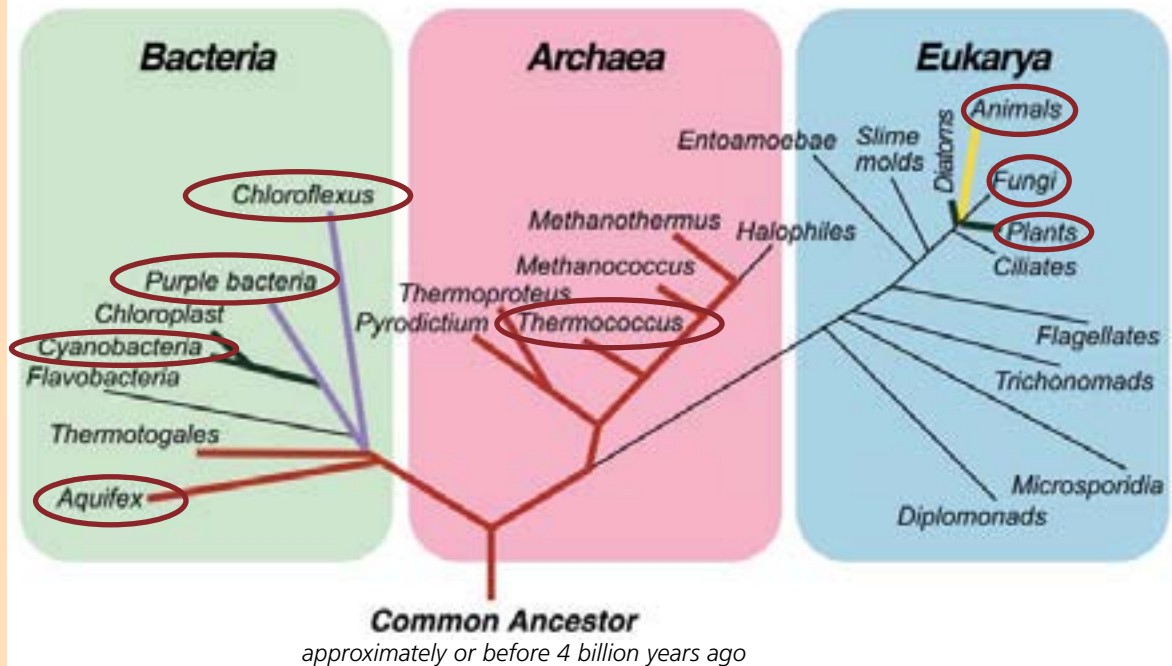 Bacteria
Archaea
Eukarya
Chloroflexus
Purple bacteria
Chloroplast
Cyanobacteria
Flavobacteria
Thermotogales
Aquifex
Methanothermus
Halophiles
Methanococcus
Thermoproteus
Pyrodictium
Thermococcus
Entoamoebae
Slime
molds
Diatoms
Animals
Fungi
Plants
Ciliates
Flagellates
Trichonomads
Microsporidia
Diplomonads
Common Ancestor
approximately or before 4 billion years ago